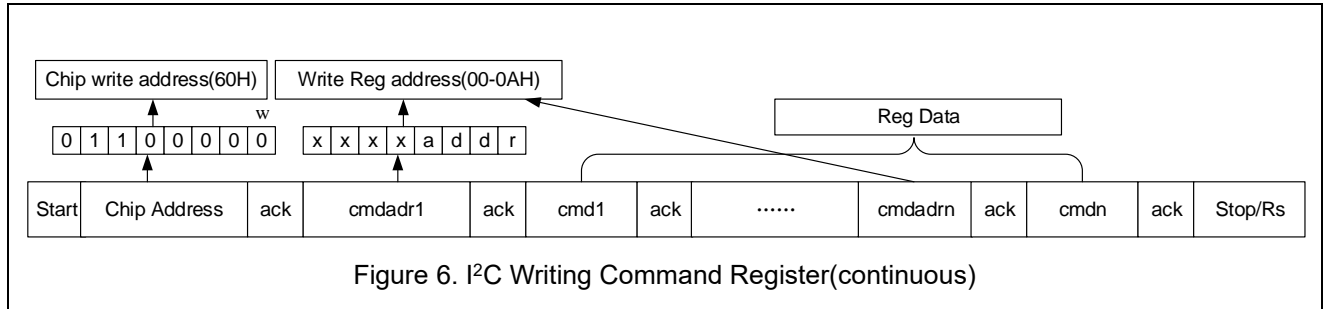 Chip write address(60H)
Write Reg address(00-0AH)
w
Reg Data
0 1 1 0 0 0 0 0
x x x x a d d r
Start Chip Address ack cmdadr1 ack cmd1 ack ...... cmdadrn ack cmdn ack Stop/Rs
Figure 6. I²C Writing Command Register(continuous)